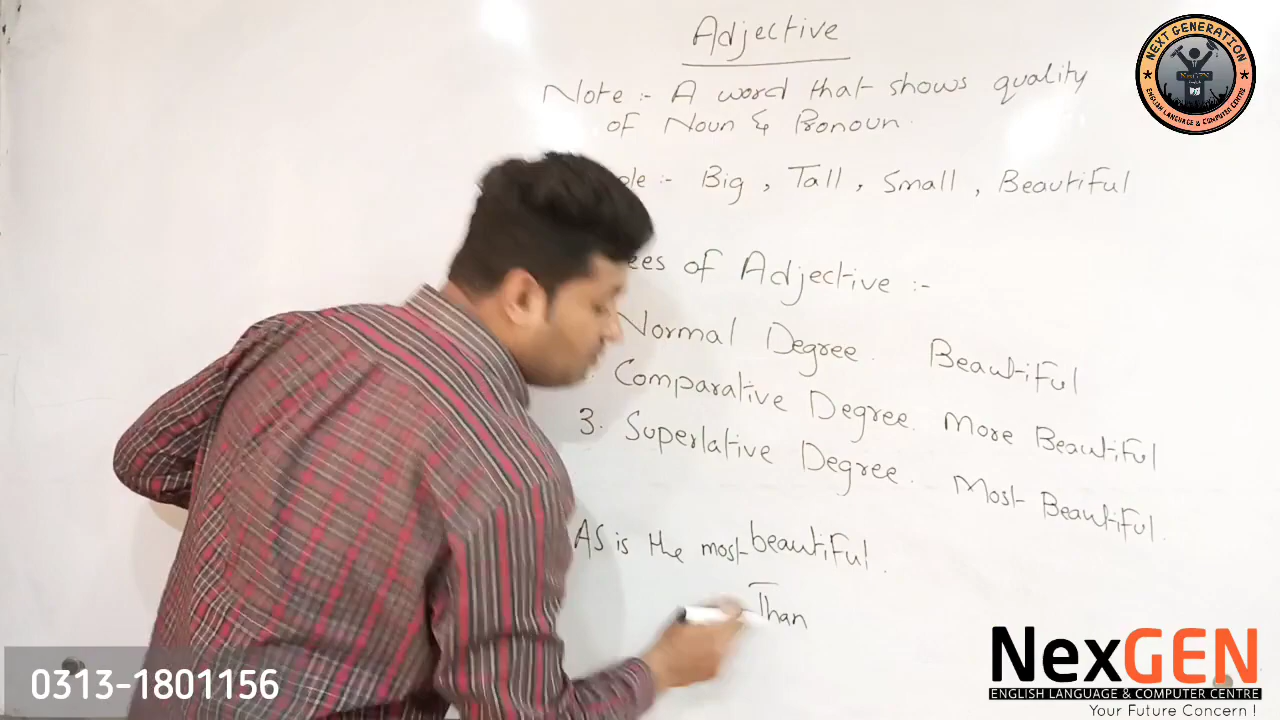 Adjective
Note :- A word that shows quality
of Noun & Pronoun.
:- Big , Tall , Small , Beautiful
of Adjective :-
Normal Degree. Beautiful
Comparative Degree. More Beautiful
3. Superlative Degree. Most Beautiful.
AS is the most beautiful.
Than
NEXT GENERATION
NexGEN
ENGLISH LANGUAGE & COMPUTER CENTRE
NexGEN
ENGLISH LANGUAGE & COMPUTER CENTRE
Your Future Concern !
0313-1801156